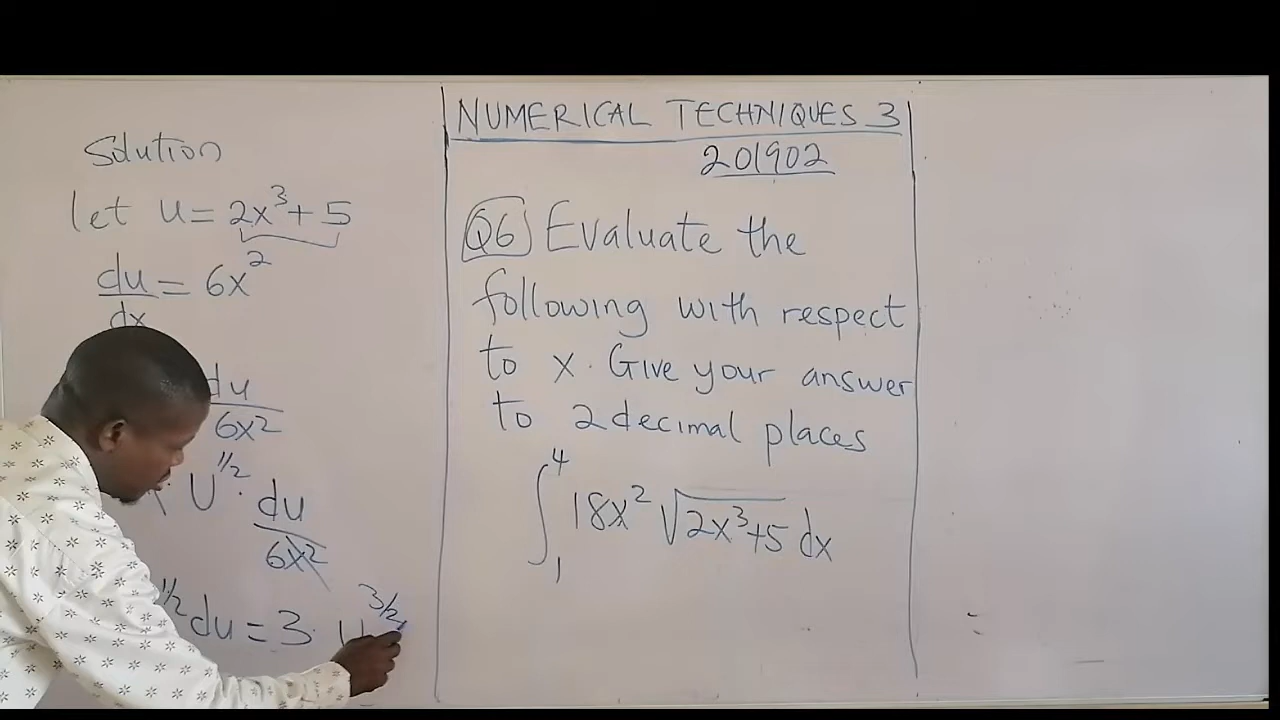 Solution
let u = 2x³ + 5
du/dx = 6x²
du/6x²
U^1/2 · du/6x²
^1/2 du = 3 · U^3/2
NUMERICAL TECHNIQUES 3
201902
Q6 Evaluate the
following with respect
to x. Give your answer
to 2 decimal places
∫₁⁴ 18x² √(2x³+5) dx